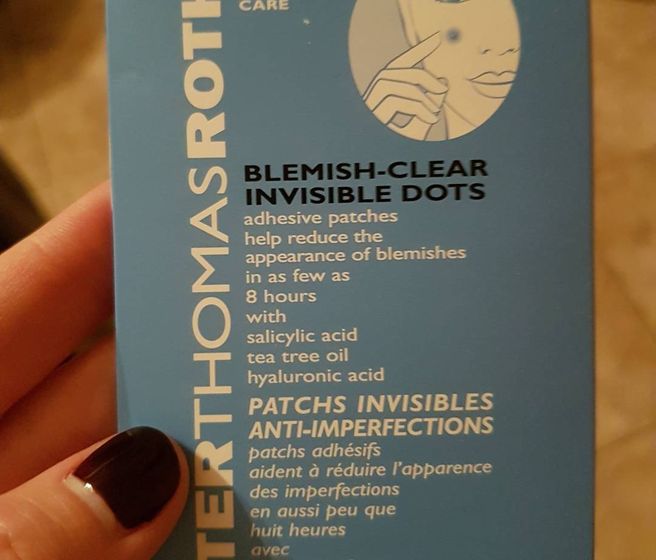 CARE
TERTHOMASROTH
BLEMISH-CLEAR
INVISIBLE DOTS
adhesive patches
help reduce the
appearance of blemishes
in as few as
8 hours
with
salicylic acid
tea tree oil
hyaluronic acid
PATCHS INVISIBLES
ANTI-IMPERFECTIONS
patchs adhésifs
aident à réduire l'apparence
des imperfections
en aussi peu que
huit heures
avec